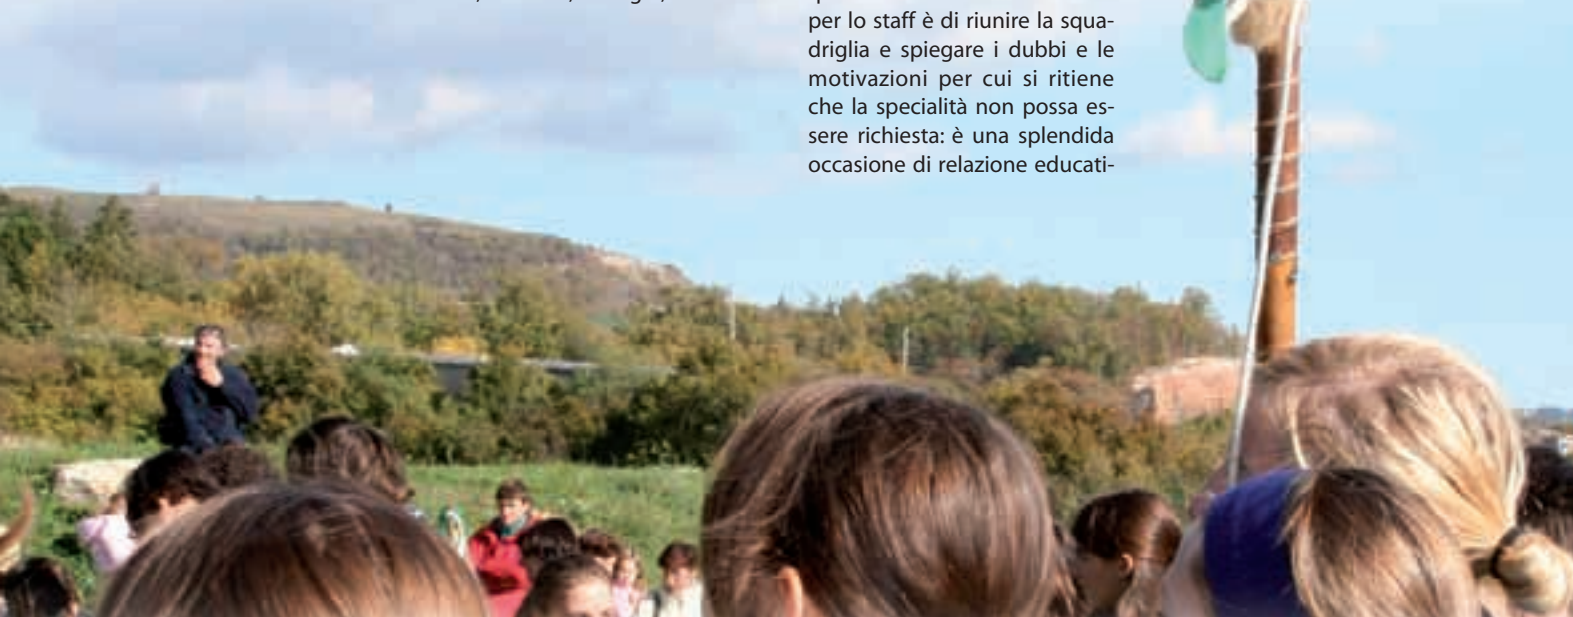 per lo staff è di riunire la squa-
driglia e spiegare i dubbi e le
motivazioni per cui si ritiene
che la specialità non possa es-
sere richiesta: è una splendida
occasione di relazione educati-